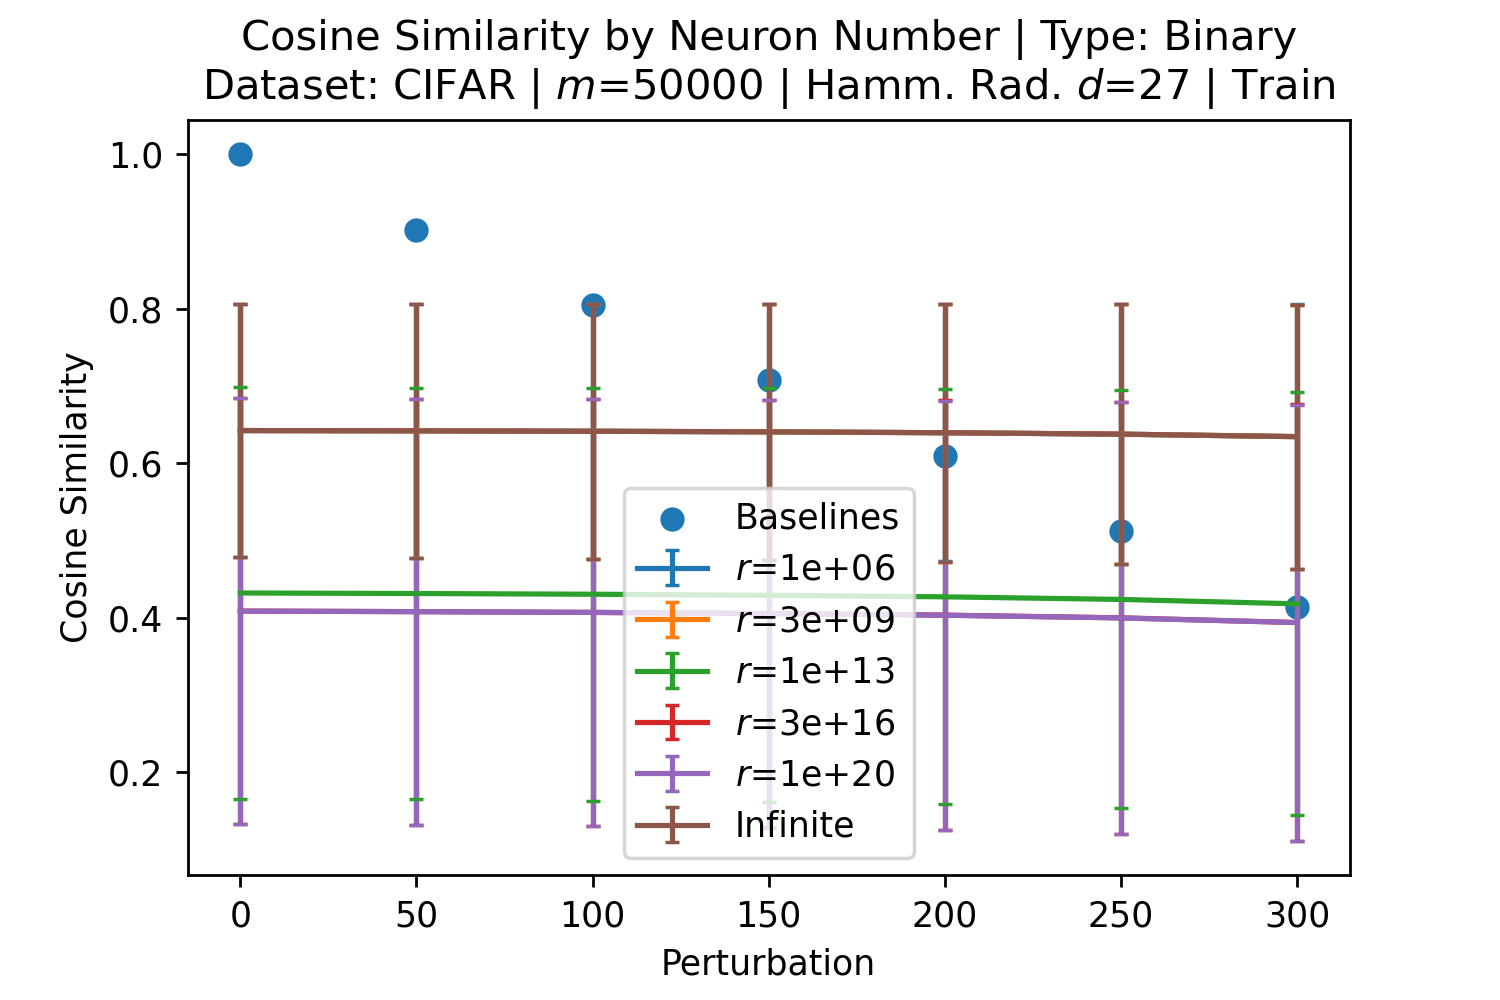 Cosine Similarity by Neuron Number | Type: Binary
Dataset: CIFAR | m=50000 | Hamm. Rad. d=27 | Train
Cosine Similarity
1.0
0.8
0.6
0.4
0.2
Baselines
r=1e+06
r=3e+09
r=1e+13
r=3e+16
r=1e+20
Infinite
0 50 100 150 200 250 300
Perturbation